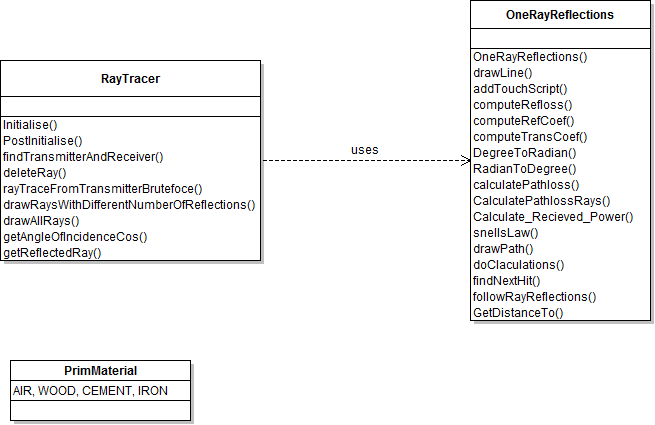 RayTracer
Initialise()
PostInitialise()
findTransmitterAndReceiver()
deleteRay()
rayTraceFromTransmitterBrutefoce()
drawRaysWithDifferentNumberOfReflections()
drawAllRays()
getAngleOfIncidenceCos()
getReflectedRay()
uses
OneRayReflections
OneRayReflections()
drawLine()
addTouchScript()
computeRefloss()
computeRefCoef()
computeTransCoef()
DegreeToRadian()
RadianToDegree()
calculatePathloss()
CalculatePathlossRays()
Calculate_Recieved_Power()
snellsLaw()
drawPath()
doClaculations()
findNextHit()
followRayReflections()
GetDistanceTo()
PrimMaterial
AIR, WOOD, CEMENT, IRON